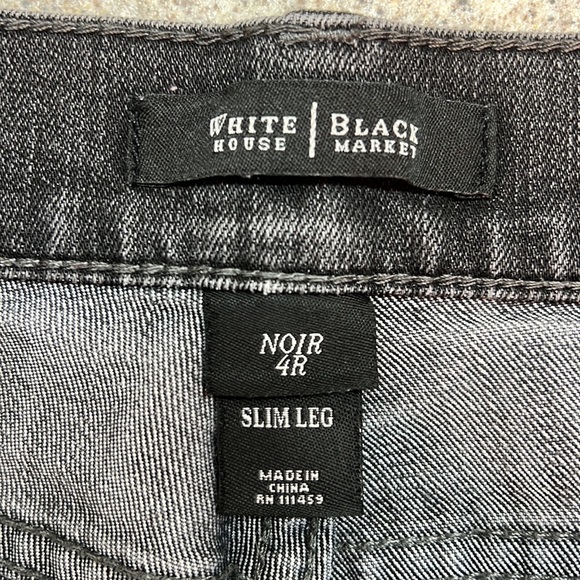 WHITE | BLACK
HOUSE | MARKET
NOIR
4R
SLIM LEG
MADE IN
CHINA
RN 111459